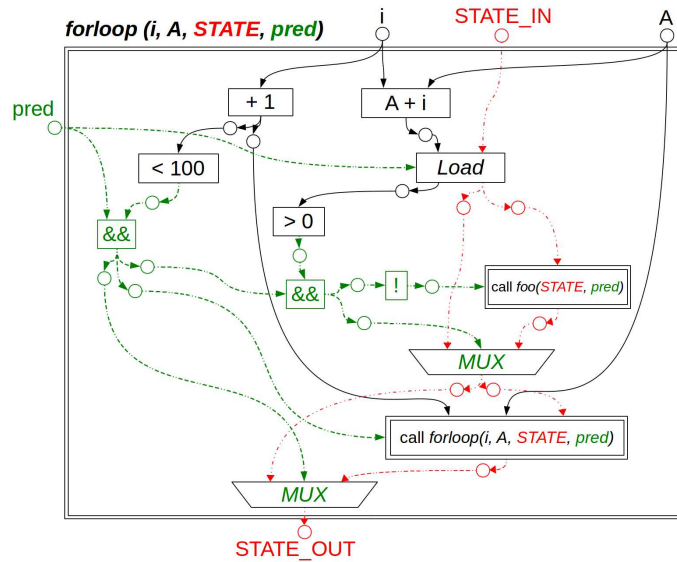 i
STATE_IN
A
forloop (i, A, STATE, pred)
+ 1
A + i
pred
< 100
Load
> 0
&&
&&
!
call foo(STATE, pred)
MUX
call forloop(i, A, STATE, pred)
MUX
STATE_OUT